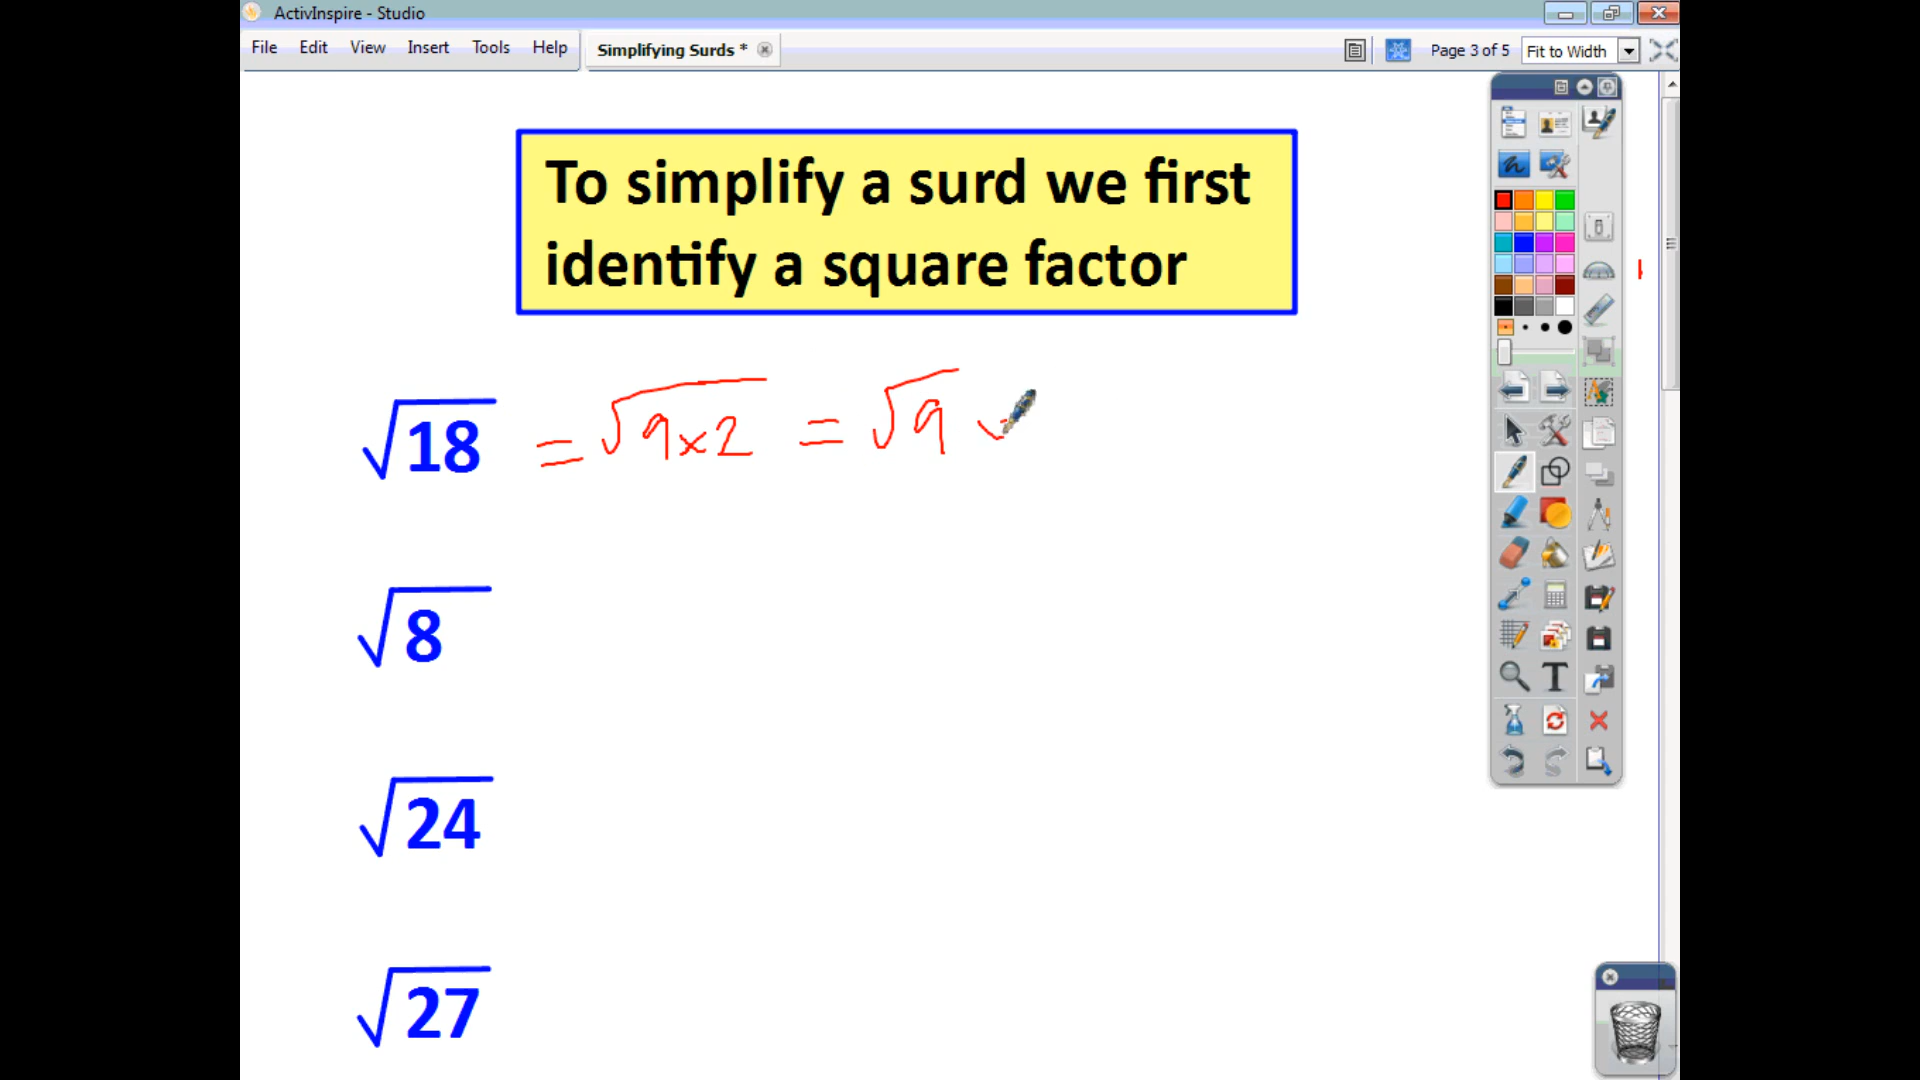 ActivInspire - Studio
File Edit View Insert Tools Help Simplifying Surds * Page 3 of 5 Fit to Width
To simplify a surd we first
identify a square factor
√18 = √9×2 = √9
√8
√24
√27